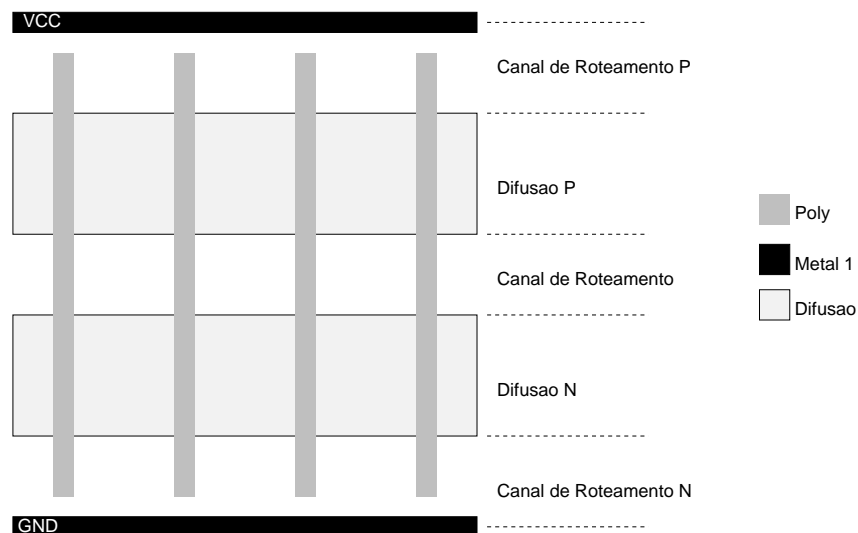 VCC
Canal de Roteamento P
Difusao P
Poly
Metal 1
Canal de Roteamento
Difusao
Difusao N
Canal de Roteamento N
GND